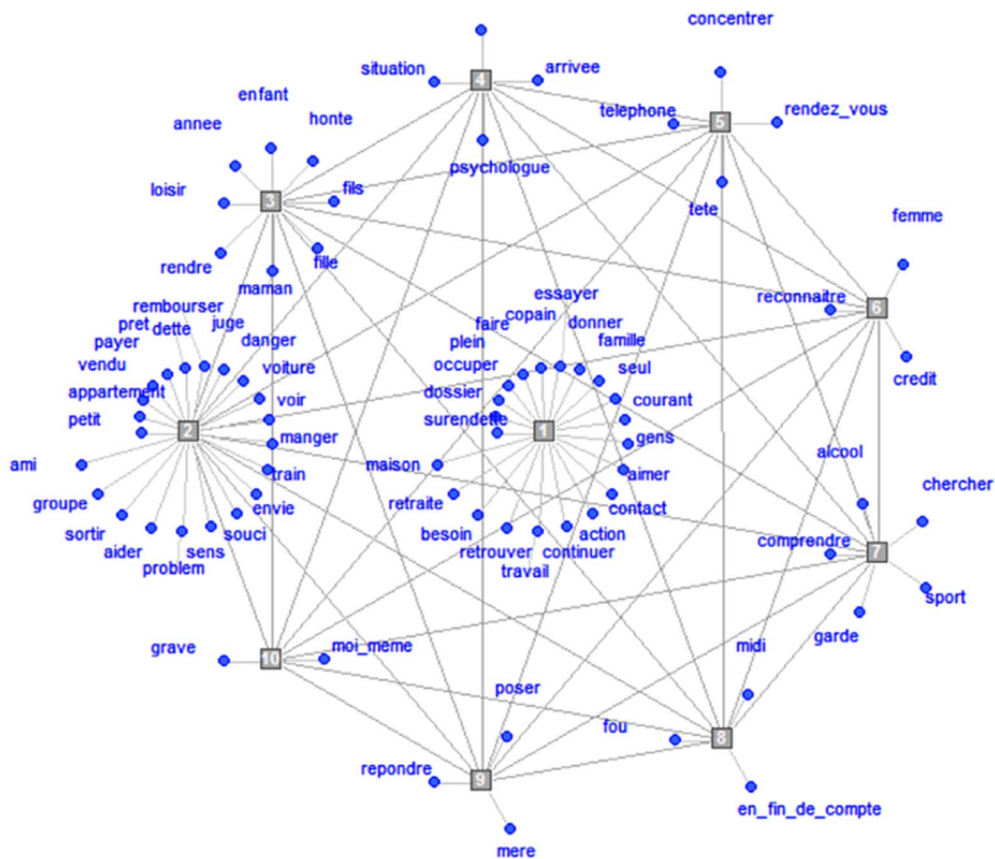 concentrer
4
situation
arrivee
5
telephone
rendez_vous
enfant
annee
honte
psychologue
loisir
3
fils
tete
femme
rendre
fille
maman
reconnaitre
6
essayer
rembourser
copain
pret
dette
juge
faire
donner
payer
danger
plein
famille
vendu
voiture
occuper
seul
credit
appartement
voir
dossier
courant
petit
surendette
2
manger
1
gens
alcool
ami
train
maison
aimer
chercher
groupe
envie
retraite
contact
sortir
souci
besoin
action
comprendre
7
aider
sens
retrouver
continuer
problem
travail
sport
garde
grave
10
moi_meme
midi
poser
fou
8
repondre
9
en_fin_de_compte
mere